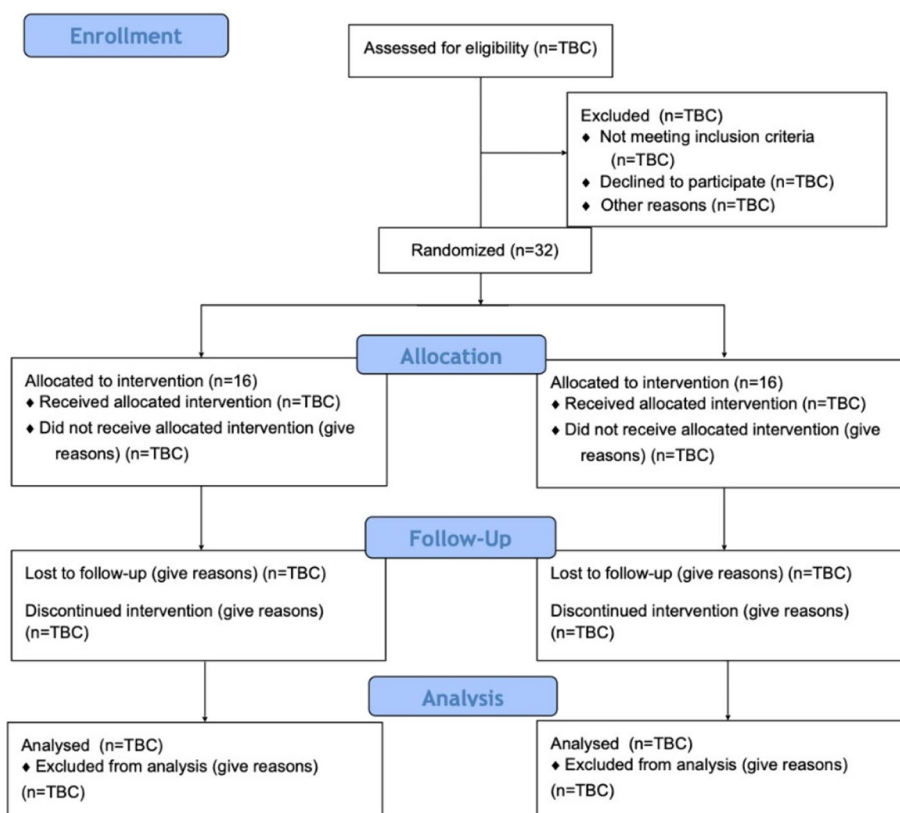 Enrollment
Assessed for eligibility (n=TBC)
Excluded (n=TBC)
♦ Not meeting inclusion criteria
(n=TBC)
♦ Declined to participate (n=TBC)
♦ Other reasons (n=TBC)
Randomized (n=32)
Allocation
Allocated to intervention (n=16)
♦ Received allocated intervention (n=TBC)
♦ Did not receive allocated intervention (give
reasons) (n=TBC)
Allocated to intervention (n=16)
♦ Received allocated intervention (n=TBC)
♦ Did not receive allocated intervention (give
reasons) (n=TBC)
Follow-Up
Lost to follow-up (give reasons) (n=TBC)
Discontinued intervention (give reasons)
(n=TBC)
Lost to follow-up (give reasons) (n=TBC)
Discontinued intervention (give reasons)
(n=TBC)
Analysis
Analysed (n=TBC)
♦ Excluded from analysis (give reasons)
(n=TBC)
Analysed (n=TBC)
♦ Excluded from analysis (give reasons)
(n=TBC)